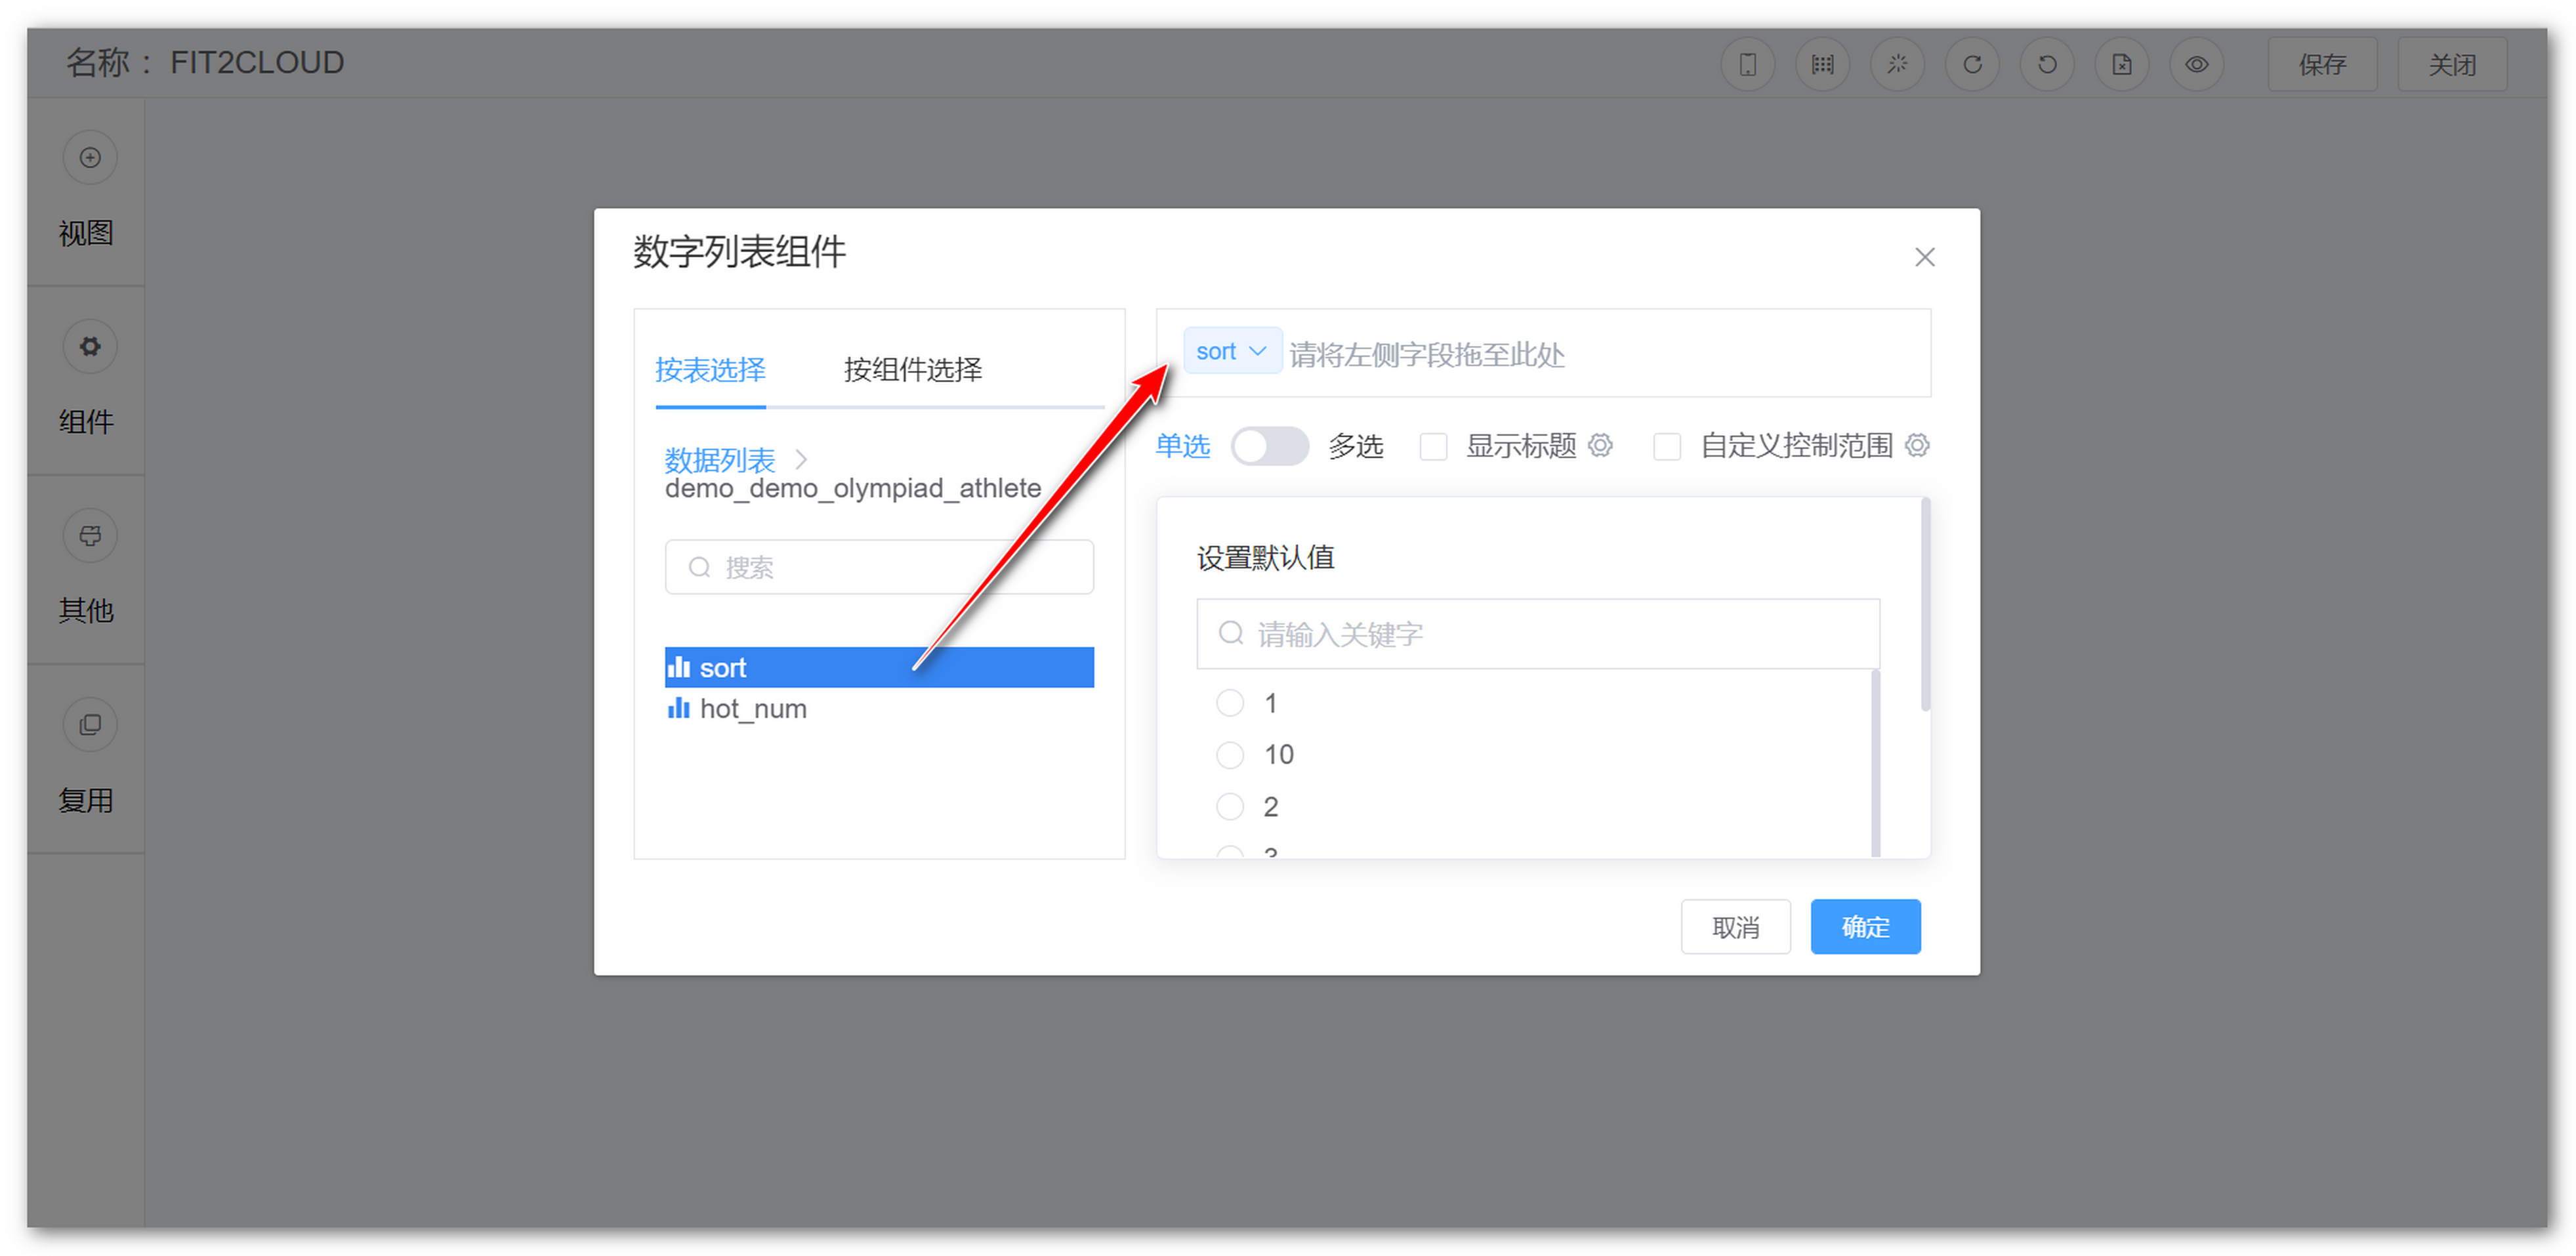 名称： FIT2CLOUD
保存
关闭
视图
组件
其他
复用
数字列表组件
按表选择
按组件选择
数据列表
demo_demo_olympiad_athlete
搜索
sort
hot_num
sort 请将左侧字段拖至此处
单选 多选 显示标题 自定义控制范围
设置默认值
请输入关键字
1
10
2
3
取消
确定